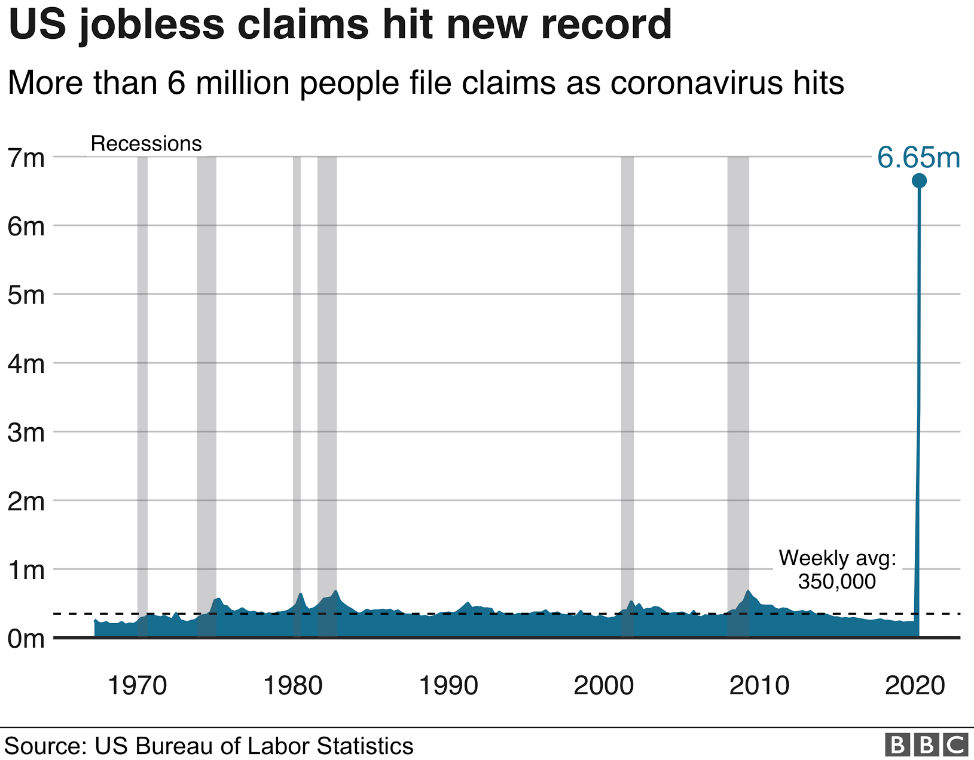 US jobless claims hit new record
More than 6 million people file claims as coronavirus hits
Recessions
7m
6.65m
6m
5m
4m
3m
2m
1m
Weekly avg:
350,000
0m
1970 1980 1990 2000 2010 2020
Source: US Bureau of Labor Statistics
BBC